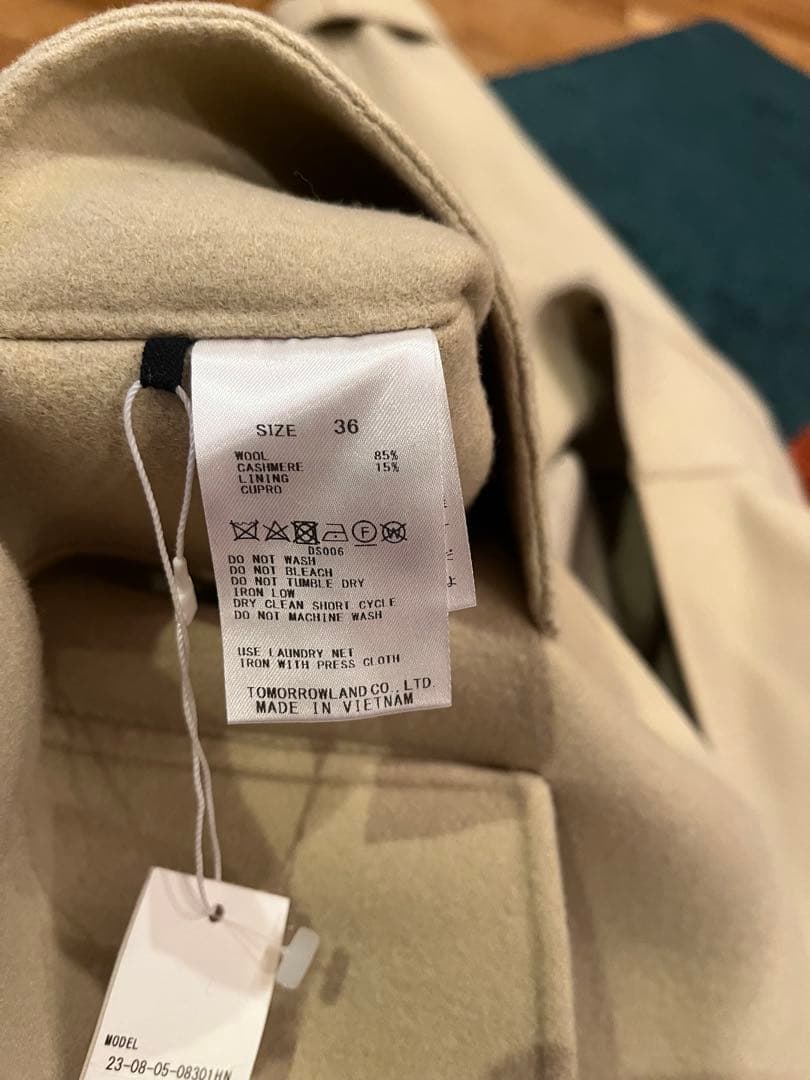 SIZE 36
WOOL 85%
CASHMERE 15%
LINING
CUPRO
F W
DS006
DO NOT WASH
DO NOT BLEACH
DO NOT TUMBLE DRY
IRON LOW
DRY CLEAN SHORT CYCLE
DO NOT MACHINE WASH
USE LAUNDRY NET
IRON WITH PRESS CLOTH
TOMORROWLAND CO., LTD.
MADE IN VIETNAM
MODEL
23-08-05-08301HN